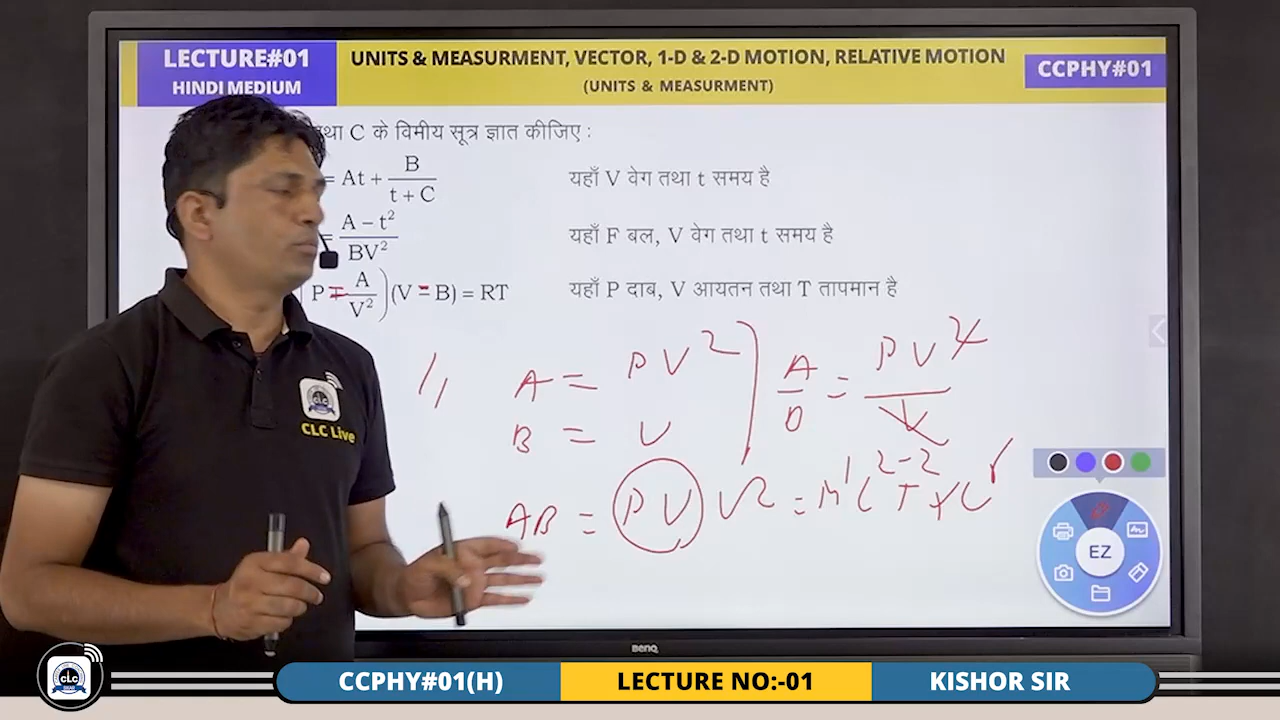 LECTURE#01
HINDI MEDIUM
UNITS & MEASURMENT, VECTOR, 1-D & 2-D MOTION, RELATIVE MOTION
(UNITS & MEASURMENT)
CCPHY#01
तथा C के विमीय सूत्र ज्ञात कीजिए :
= At + B / (t + C) यहाँ V वेग तथा t समय है
= (A – t²) / BV² यहाँ F बल, V वेग तथा t समय है
(P + A / V²)(V – B) = RT यहाँ P दाब, V आयतन तथा T तापमान है
A = PV²
B = V
A / B = PV² / V
AB = PV V² = M¹L²T⁻² × L⁶
EZ
BenQ
CLC Live
CLC
CCPHY#01(H)
LECTURE NO:-01
KISHOR SIR